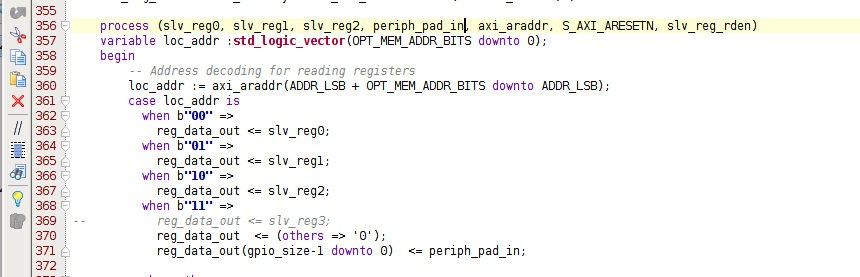 355
356 process (slv_reg0, slv_reg1, slv_reg2, periph_pad_in, axi_araddr, S_AXI_ARESETN, slv_reg_rden)
357 variable loc_addr :std_logic_vector(OPT_MEM_ADDR_BITS downto 0);
358 begin
359 -- Address decoding for reading registers
360 loc_addr := axi_araddr(ADDR_LSB + OPT_MEM_ADDR_BITS downto ADDR_LSB);
361 case loc_addr is
362 when b"00" =>
363 reg_data_out <= slv_reg0;
364 when b"01" =>
365 reg_data_out <= slv_reg1;
366 when b"10" =>
367 reg_data_out <= slv_reg2;
368 when b"11" =>
369 -- reg_data_out <= slv_reg3;
370 reg_data_out <= (others => '0');
371 reg_data_out(gpio_size-1 downto 0) <= periph_pad_in;
372